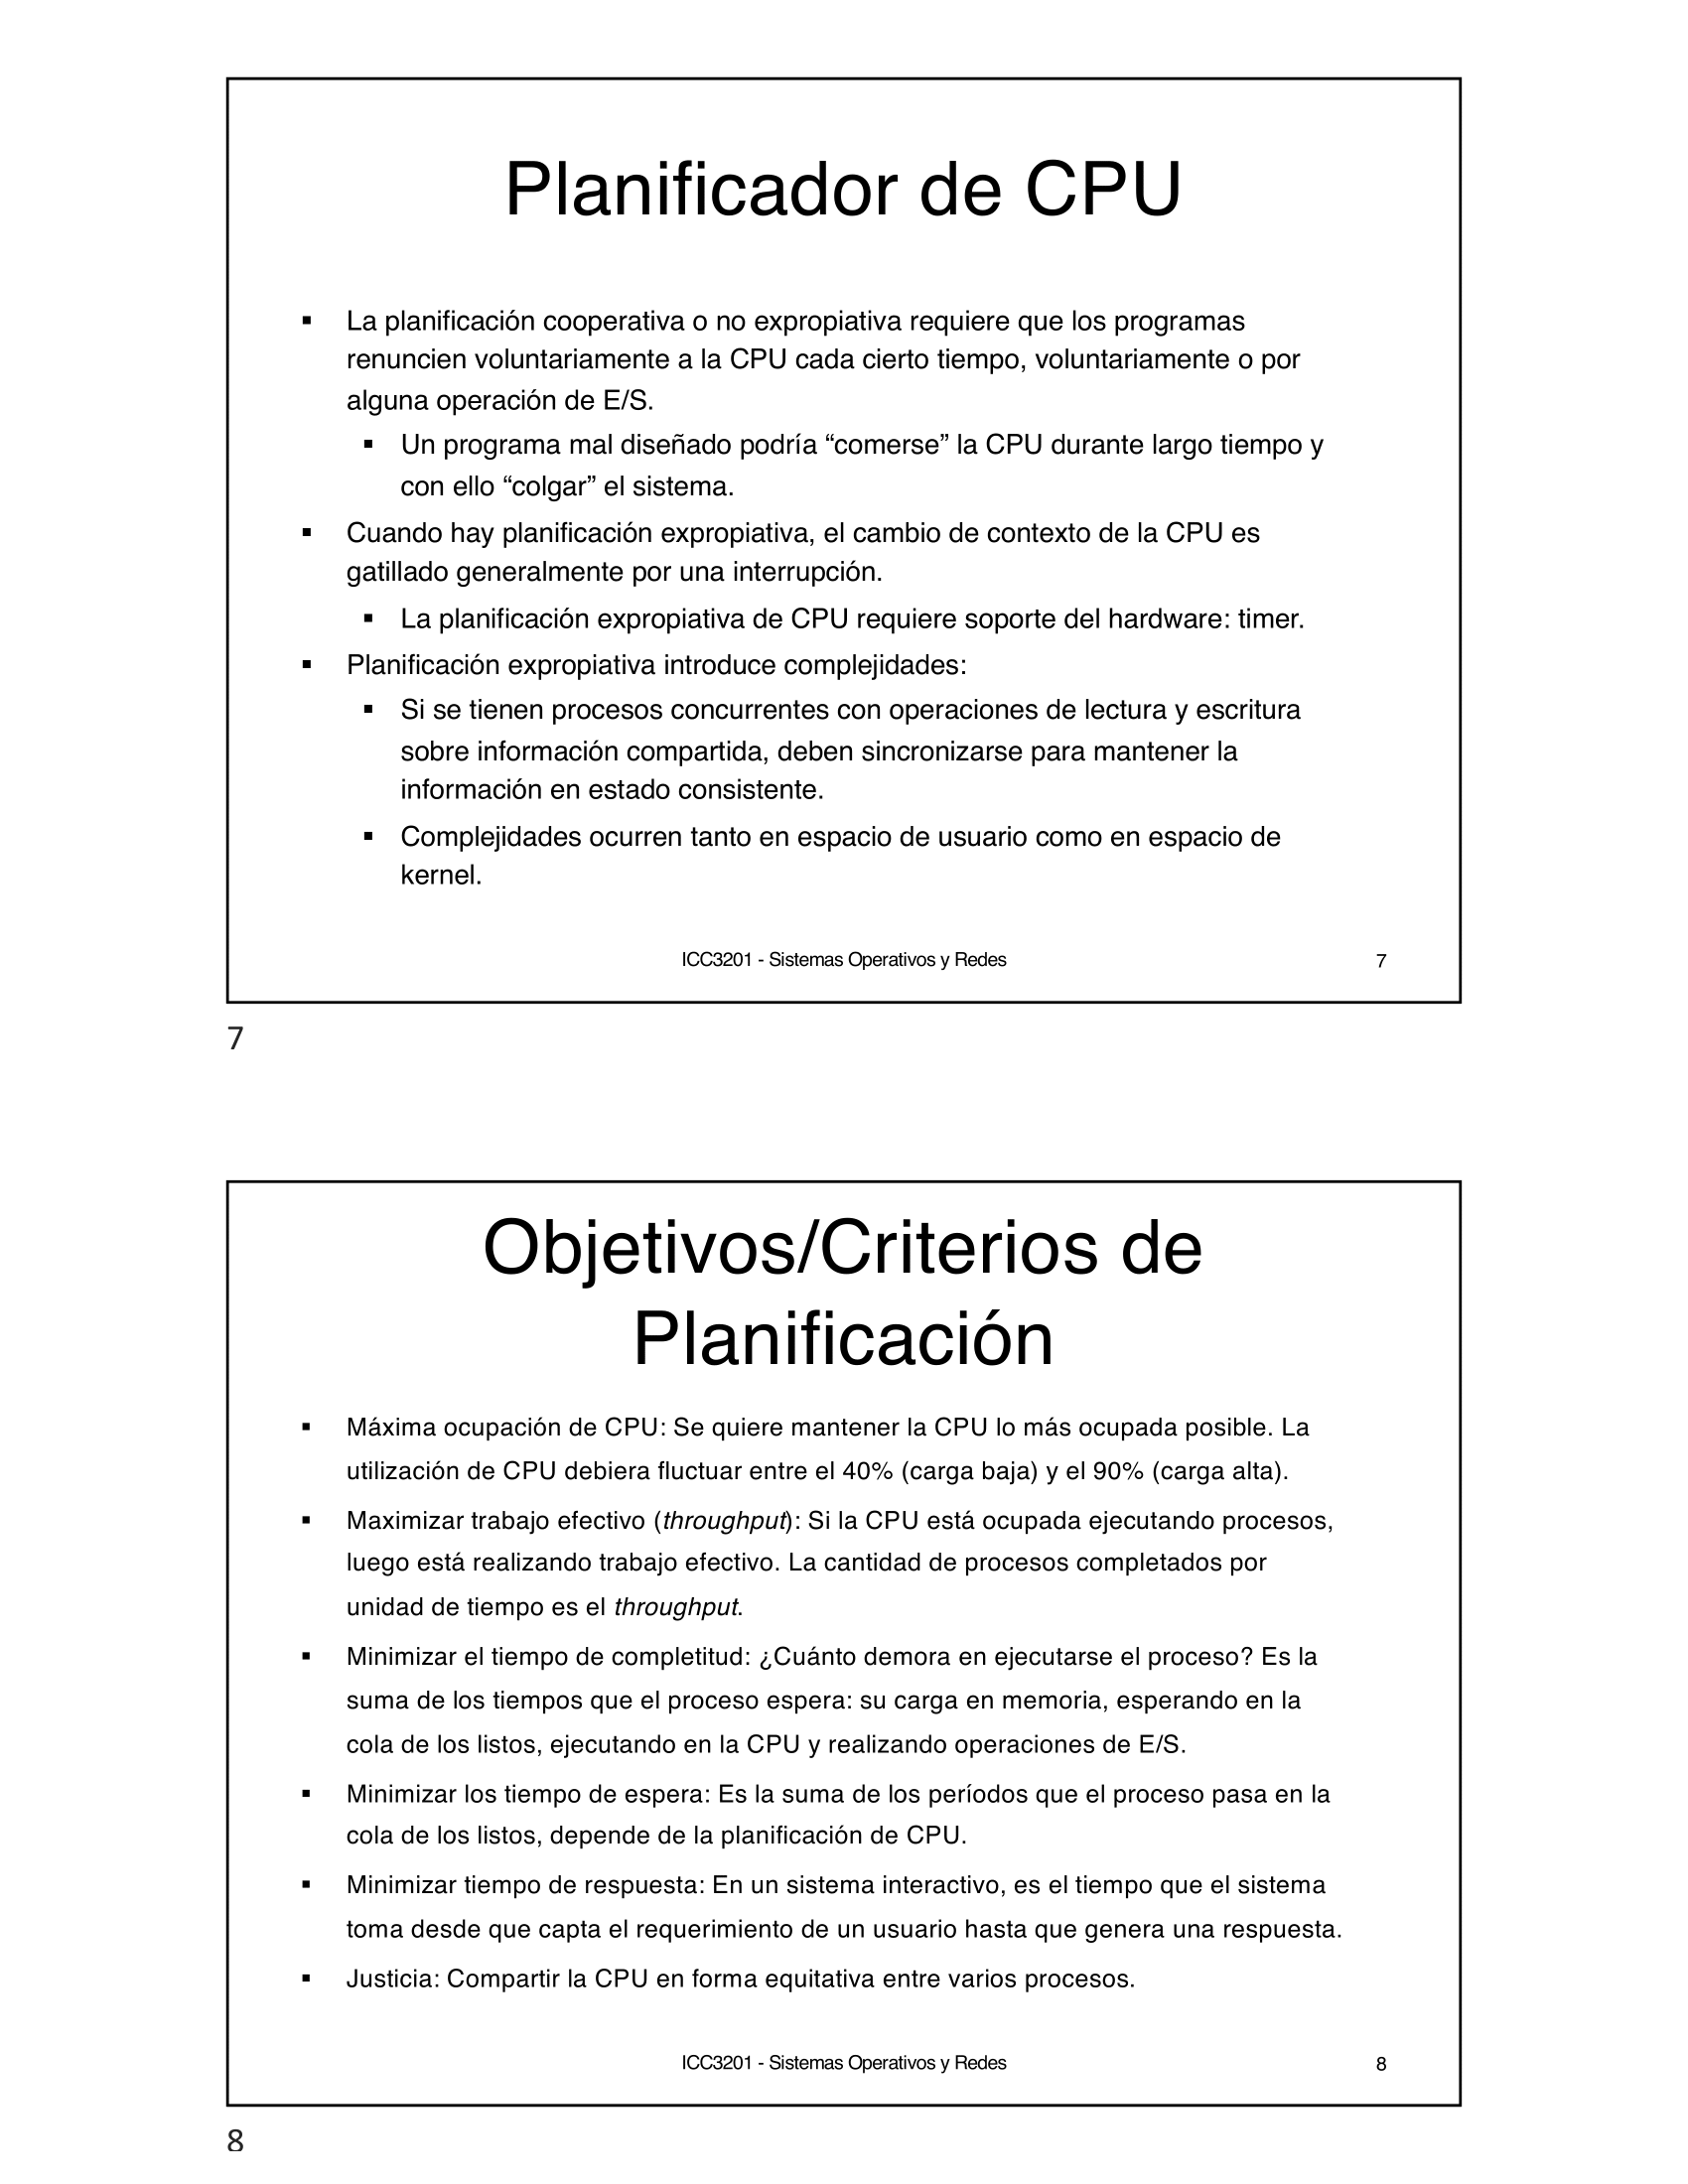 Planificador de CPU
▪ La planificación cooperativa o no expropiativa requiere que los programas
renuncien voluntariamente a la CPU cada cierto tiempo, voluntariamente o por
alguna operación de E/S.
▪ Un programa mal diseñado podría “comerse” la CPU durante largo tiempo y
con ello “colgar” el sistema.
▪ Cuando hay planificación expropiativa, el cambio de contexto de la CPU es
gatillado generalmente por una interrupción.
▪ La planificación expropiativa de CPU requiere soporte del hardware: timer.
▪ Planificación expropiativa introduce complejidades:
▪ Si se tienen procesos concurrentes con operaciones de lectura y escritura
sobre información compartida, deben sincronizarse para mantener la
información en estado consistente.
▪ Complejidades ocurren tanto en espacio de usuario como en espacio de
kernel.
ICC3201 - Sistemas Operativos y Redes 7
7
Objetivos/Criterios de
Planificación
▪ Máxima ocupación de CPU: Se quiere mantener la CPU lo más ocupada posible. La
utilización de CPU debiera fluctuar entre el 40% (carga baja) y el 90% (carga alta).
▪ Maximizar trabajo efectivo (throughput): Si la CPU está ocupada ejecutando procesos,
luego está realizando trabajo efectivo. La cantidad de procesos completados por
unidad de tiempo es el throughput.
▪ Minimizar el tiempo de completitud: ¿Cuánto demora en ejecutarse el proceso? Es la
suma de los tiempos que el proceso espera: su carga en memoria, esperando en la
cola de los listos, ejecutando en la CPU y realizando operaciones de E/S.
▪ Minimizar los tiempo de espera: Es la suma de los períodos que el proceso pasa en la
cola de los listos, depende de la planificación de CPU.
▪ Minimizar tiempo de respuesta: En un sistema interactivo, es el tiempo que el sistema
toma desde que capta el requerimiento de un usuario hasta que genera una respuesta.
▪ Justicia: Compartir la CPU en forma equitativa entre varios procesos.
ICC3201 - Sistemas Operativos y Redes 8
8